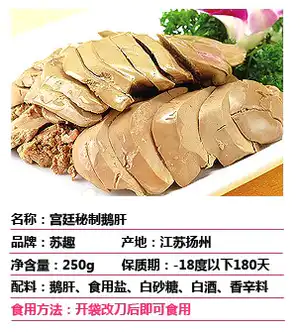 名称：宫廷秘制鹅肝
品牌：苏趣 产地：江苏扬州
净含量：250g 保质期：-18度以下180天
配料：鹅肝、食用盐、白砂糖、白酒、香辛料
食用方法：开袋改刀后即可食用